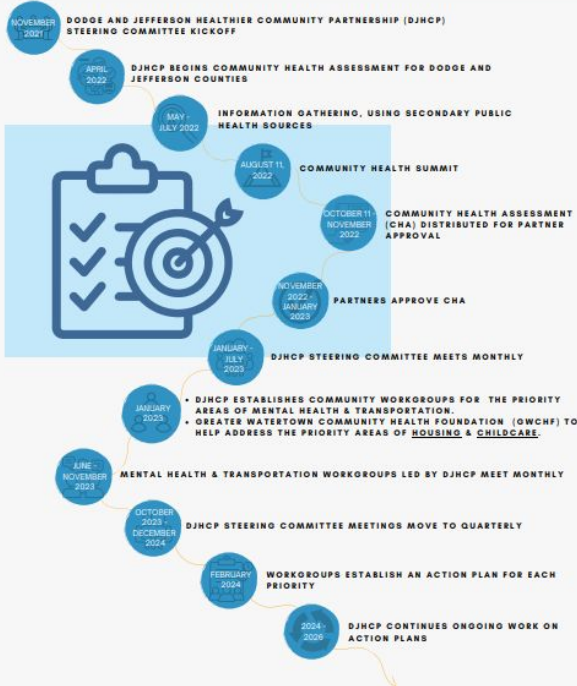 NOVEMBER
2021
DODGE AND JEFFERSON HEALTHIER COMMUNITY PARTNERSHIP (DJHCP)
STEERING COMMITTEE KICKOFF
APRIL
2022
DJHCP BEGINS COMMUNITY HEALTH ASSESSMENT FOR DODGE AND
JEFFERSON COUNTIES
MAY -
JULY 2022
INFORMATION GATHERING, USING SECONDARY PUBLIC
HEALTH SOURCES
AUGUST 11,
2022
COMMUNITY HEALTH SUMMIT
OCTOBER 11 -
NOVEMBER
2022
COMMUNITY HEALTH ASSESSMENT
(CHA) DISTRIBUTED FOR PARTNER
APPROVAL
NOVEMBER
2022 -
JANUARY
2023
PARTNERS APPROVE CHA
JANUARY -
JULY
2023
DJHCP STEERING COMMITTEE MEETS MONTHLY
JANUARY
2023
• DJHCP ESTABLISHES COMMUNITY WORKGROUPS FOR THE PRIORITY
AREAS OF MENTAL HEALTH & TRANSPORTATION.
• GREATER WATERTOWN COMMUNITY HEALTH FOUNDATION (GWCHF) TO
HELP ADDRESS THE PRIORITY AREAS OF HOUSING & CHILDCARE.
JUNE -
NOVEMBER
2023
MENTAL HEALTH & TRANSPORTATION WORKGROUPS LED BY DJHCP MEET MONTHLY
OCTOBER
2023 -
DECEMBER
2024
DJHCP STEERING COMMITTEE MEETINGS MOVE TO QUARTERLY
FEBRUARY
2024
WORKGROUPS ESTABLISH AN ACTION PLAN FOR EACH
PRIORITY
2024 -
2026
DJHCP CONTINUES ONGOING WORK ON
ACTION PLANS